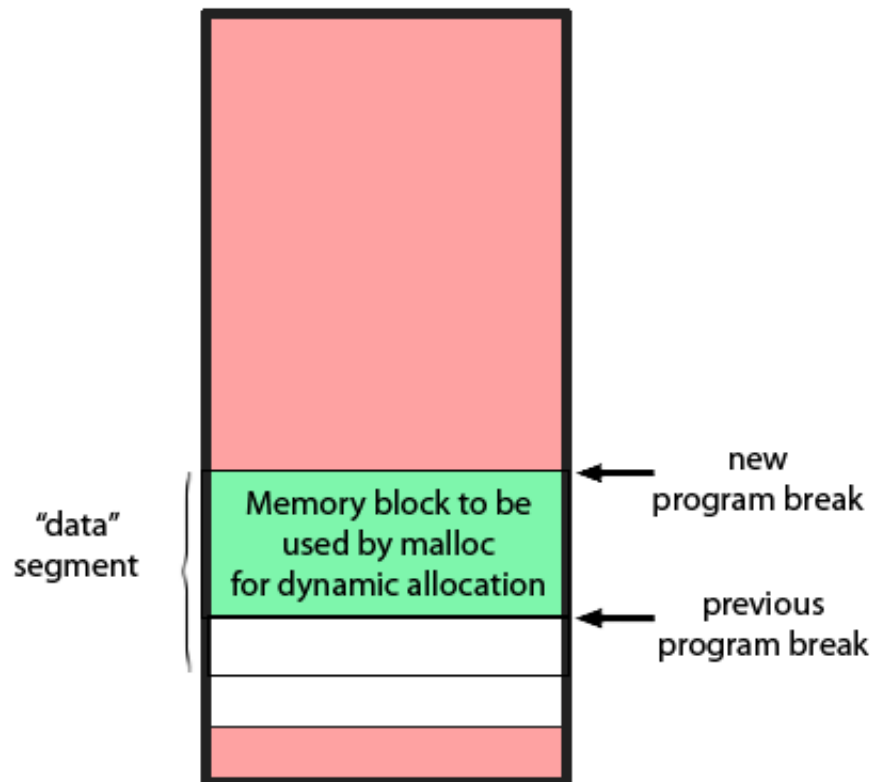 “data”
segment
Memory block to be
used by malloc
for dynamic allocation
new
program break
previous
program break